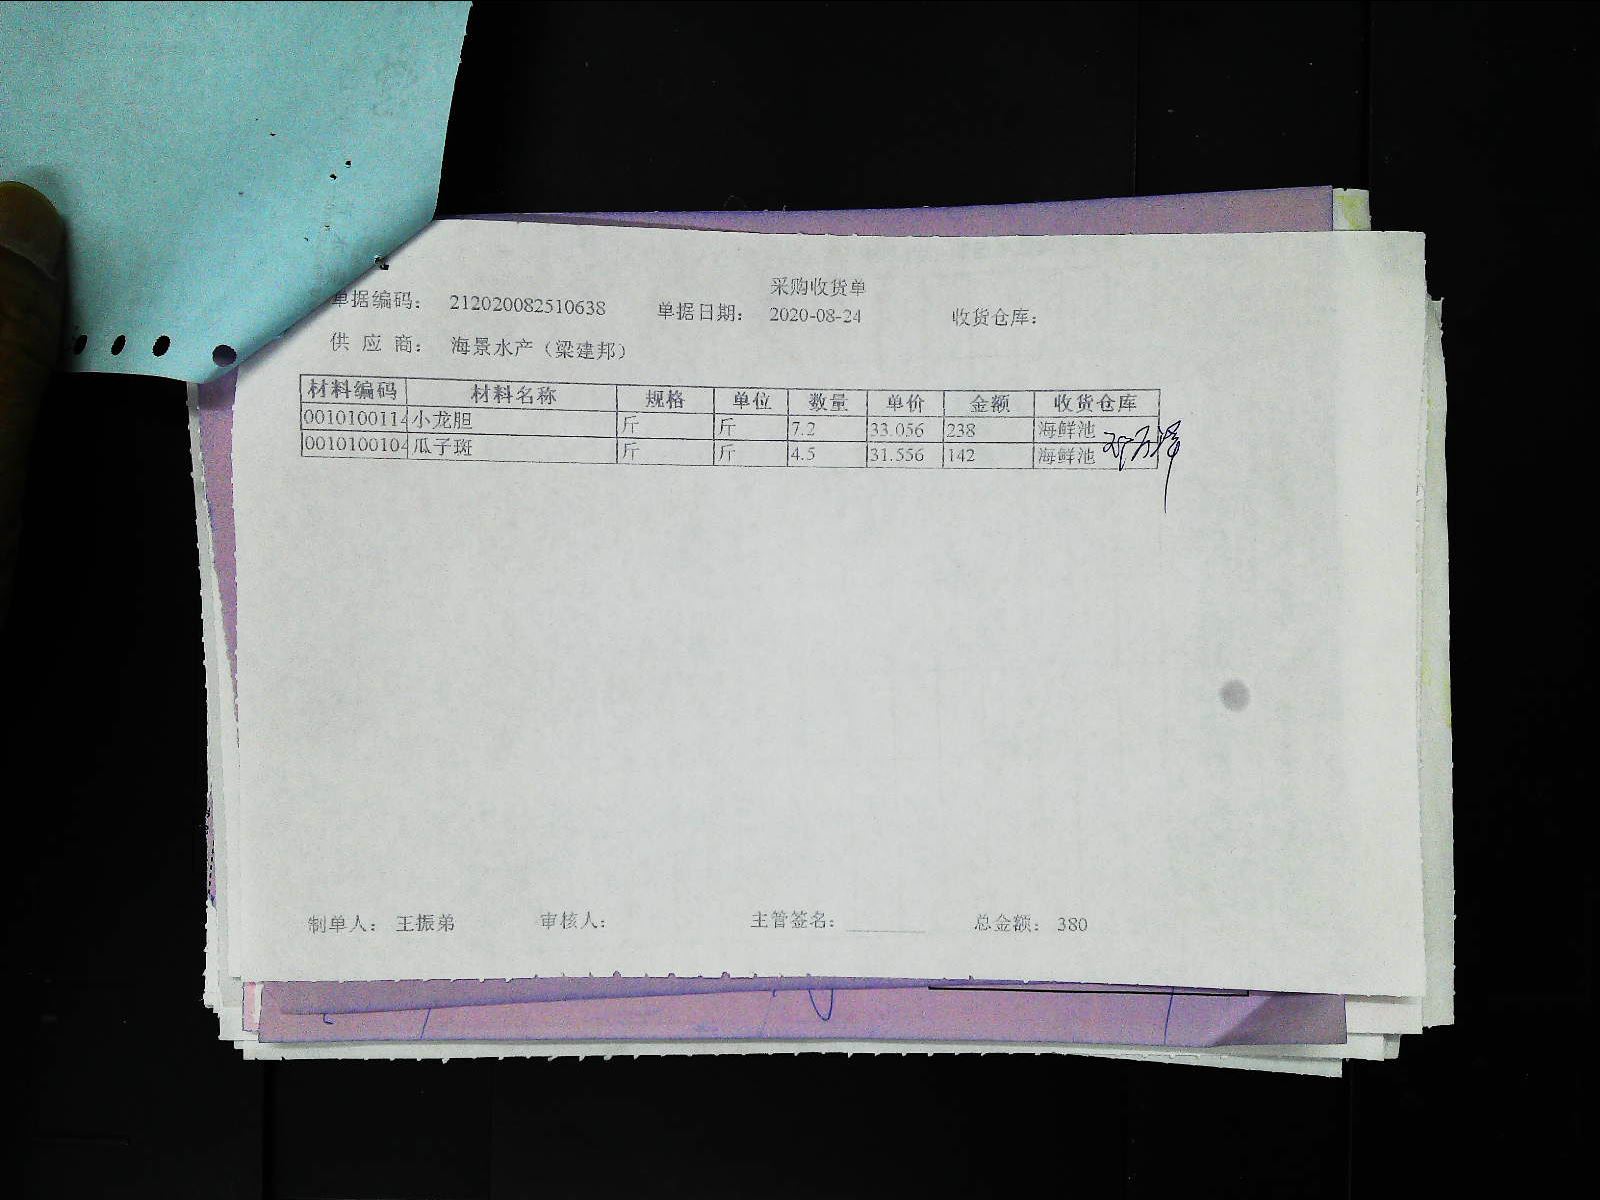 采购收货单
单据编码： 212020082510638 单据日期： 2020-08-24 收货仓库：
供 应 商： 海景水产（梁建邦）
材料编码 材料名称 规格 单位 数量 单价 金额 收货仓库
0010100114 小龙胆 斤 斤 7.2 33.056 238 海鲜池
0010100104 瓜子斑 斤 斤 4.5 31.556 142 海鲜池
制单人： 王振弟 审核人： 主管签名： 总金额： 380